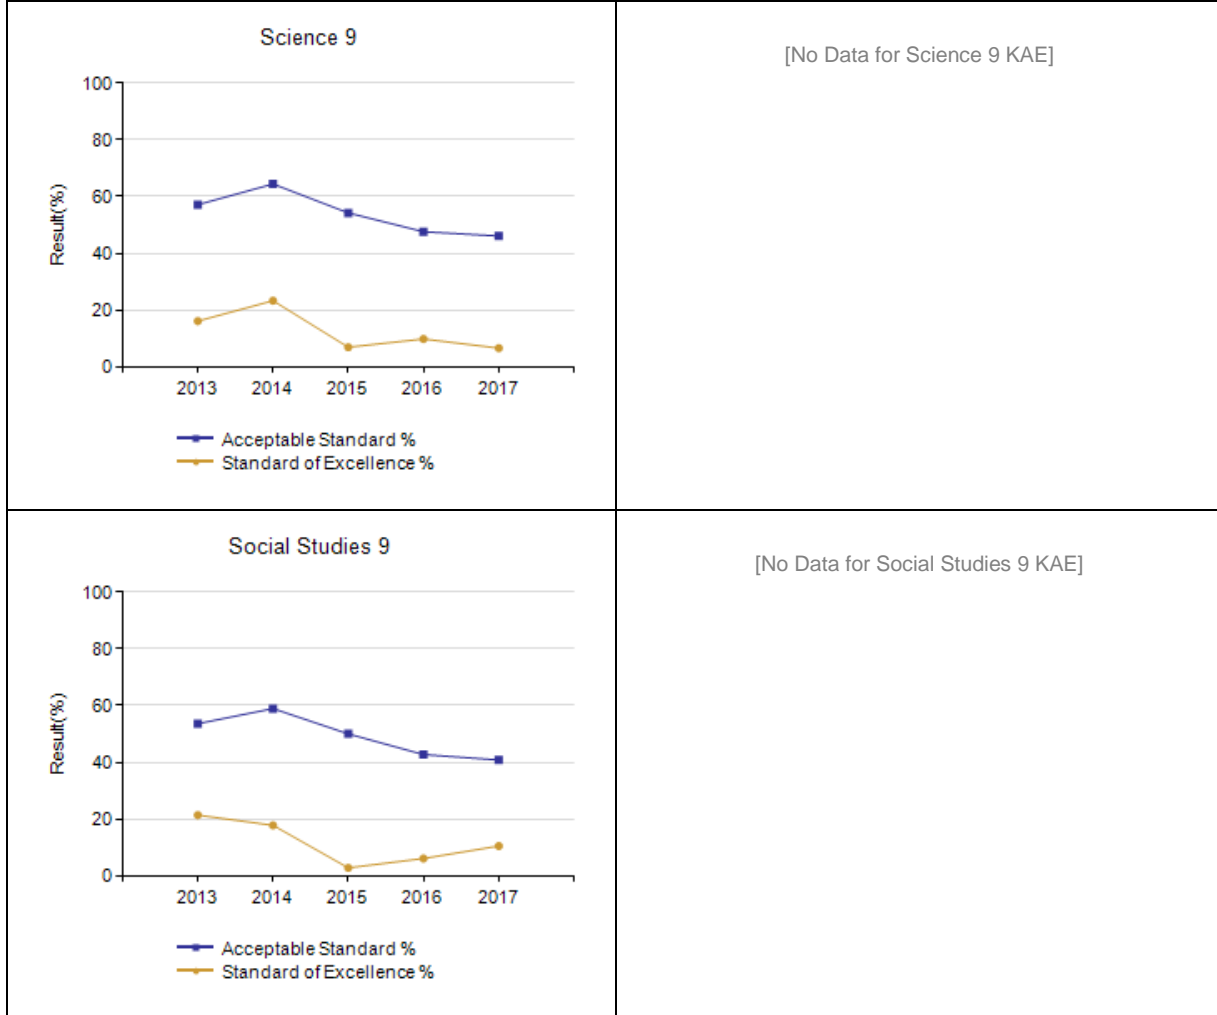 Science 9
100
80
60
40
20
0
Result(%)
2013 2014 2015 2016 2017
Acceptable Standard %
Standard of Excellence %
[No Data for Science 9 KAE]
Social Studies 9
100
80
60
40
20
0
Result(%)
2013 2014 2015 2016 2017
Acceptable Standard %
Standard of Excellence %
[No Data for Social Studies 9 KAE]